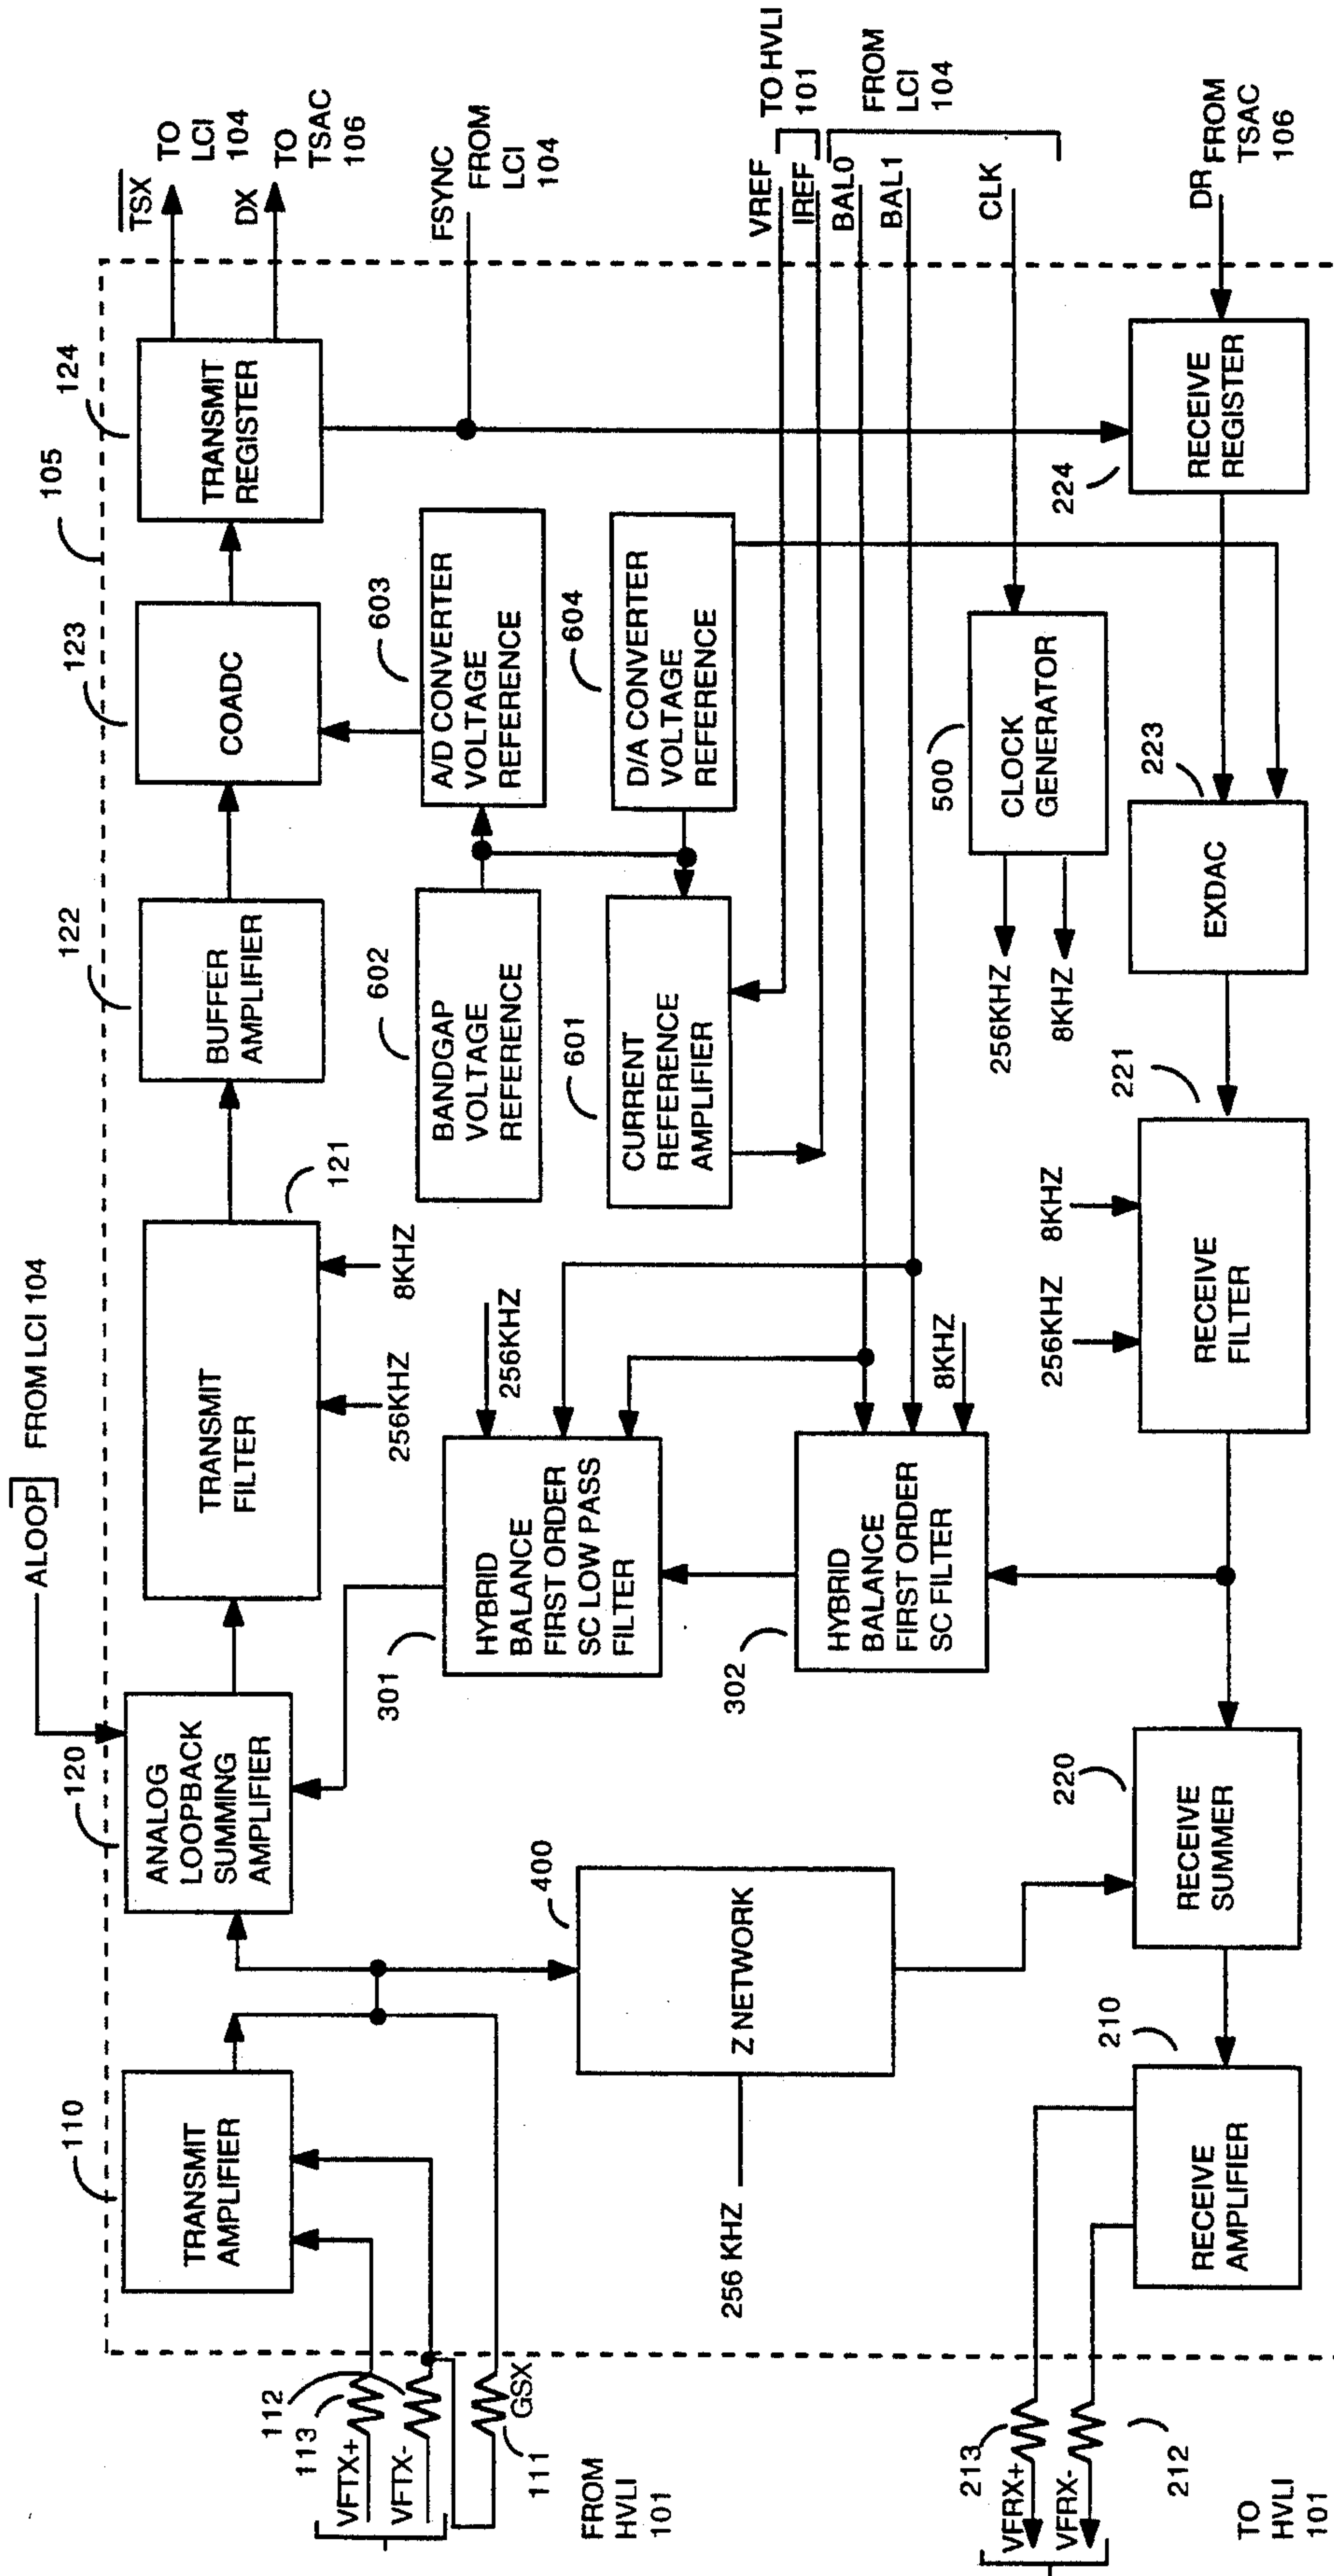 ALOOP
FROM LCI 104
105
110
TRANSMIT
AMPLIFIER
120
ANALOG
LOOPBACK
SUMMING
AMPLIFIER
TRANSMIT
FILTER
121
256KHZ
8KHZ
122
BUFFER
AMPLIFIER
123
COADC
124
TRANSMIT
REGISTER
TSX
TO
LCI
104
DX
TO
TSAC
106
FSYNC
FROM
LCI
104
112
113
VFTX+
VFTX-
GSX
111
FROM
HVLI
101
400
Z NETWORK
256 KHZ
301
HYBRID
BALANCE
FIRST ORDER
SC LOW PASS
FILTER
256KHZ
302
HYBRID
BALANCE
FIRST ORDER
SC FILTER
8KHZ
602
BANDGAP
VOLTAGE
REFERENCE
601
CURRENT
REFERENCE
AMPLIFIER
603
A/D CONVERTER
VOLTAGE
REFERENCE
604
D/A CONVERTER
VOLTAGE
REFERENCE
VREF
IREF
TO HVLI
101
BAL0
BAL1
CLK
FROM
LCI
104
500
CLOCK
GENERATOR
256KHZ
8KHZ
213
VFRX+
VFRX-
212
TO
HVLI
101
210
RECEIVE
AMPLIFIER
220
RECEIVE
SUMMER
256KHZ
8KHZ
221
RECEIVE
FILTER
223
EXDAC
224
RECEIVE
REGISTER
DR
FROM
TSAC
106